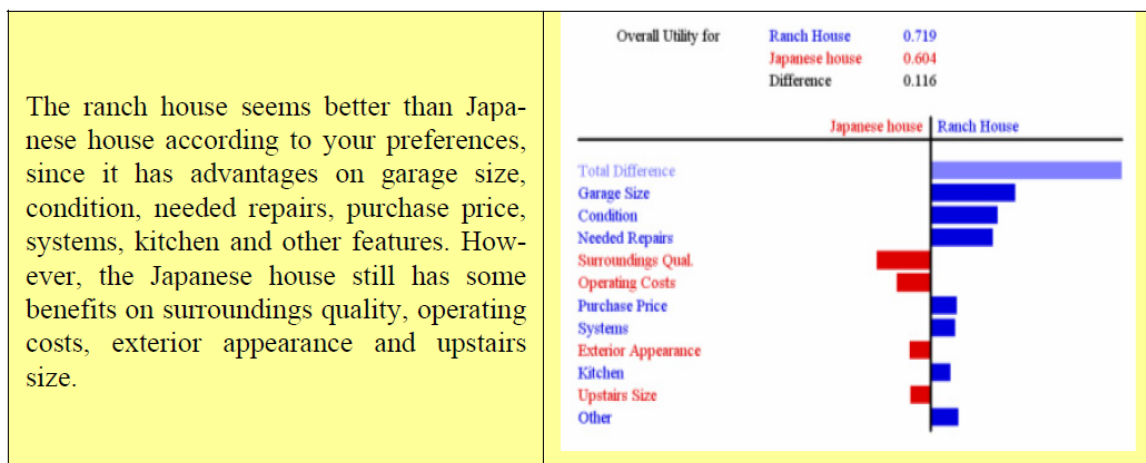 The ranch house seems better than Japa-
nese house according to your preferences,
since it has advantages on garage size,
condition, needed repairs, purchase price,
systems, kitchen and other features. How-
ever, the Japanese house still has some
benefits on surroundings quality, operating
costs, exterior appearance and upstairs
size.
Overall Utility for Ranch House 0.719
Japanese house 0.604
Difference 0.116
Japanese house Ranch House
Total Difference
Garage Size
Condition
Needed Repairs
Surroundings Qual.
Operating Costs
Purchase Price
Systems
Exterior Appearance
Kitchen
Upstairs Size
Other